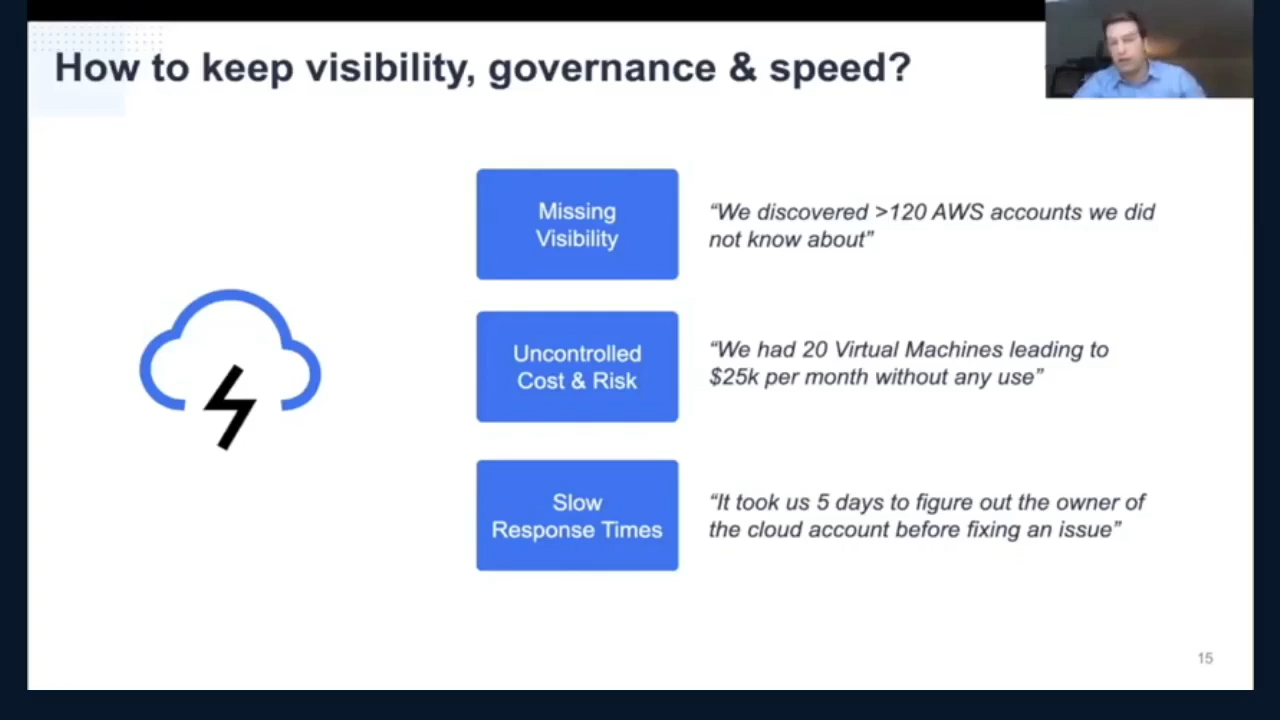 How to keep visibility, governance & speed?
Missing
Visibility
“We discovered >120 AWS accounts we did
not know about”
Uncontrolled
Cost & Risk
“We had 20 Virtual Machines leading to
$25k per month without any use”
Slow
Response Times
“It took us 5 days to figure out the owner of
the cloud account before fixing an issue”
15